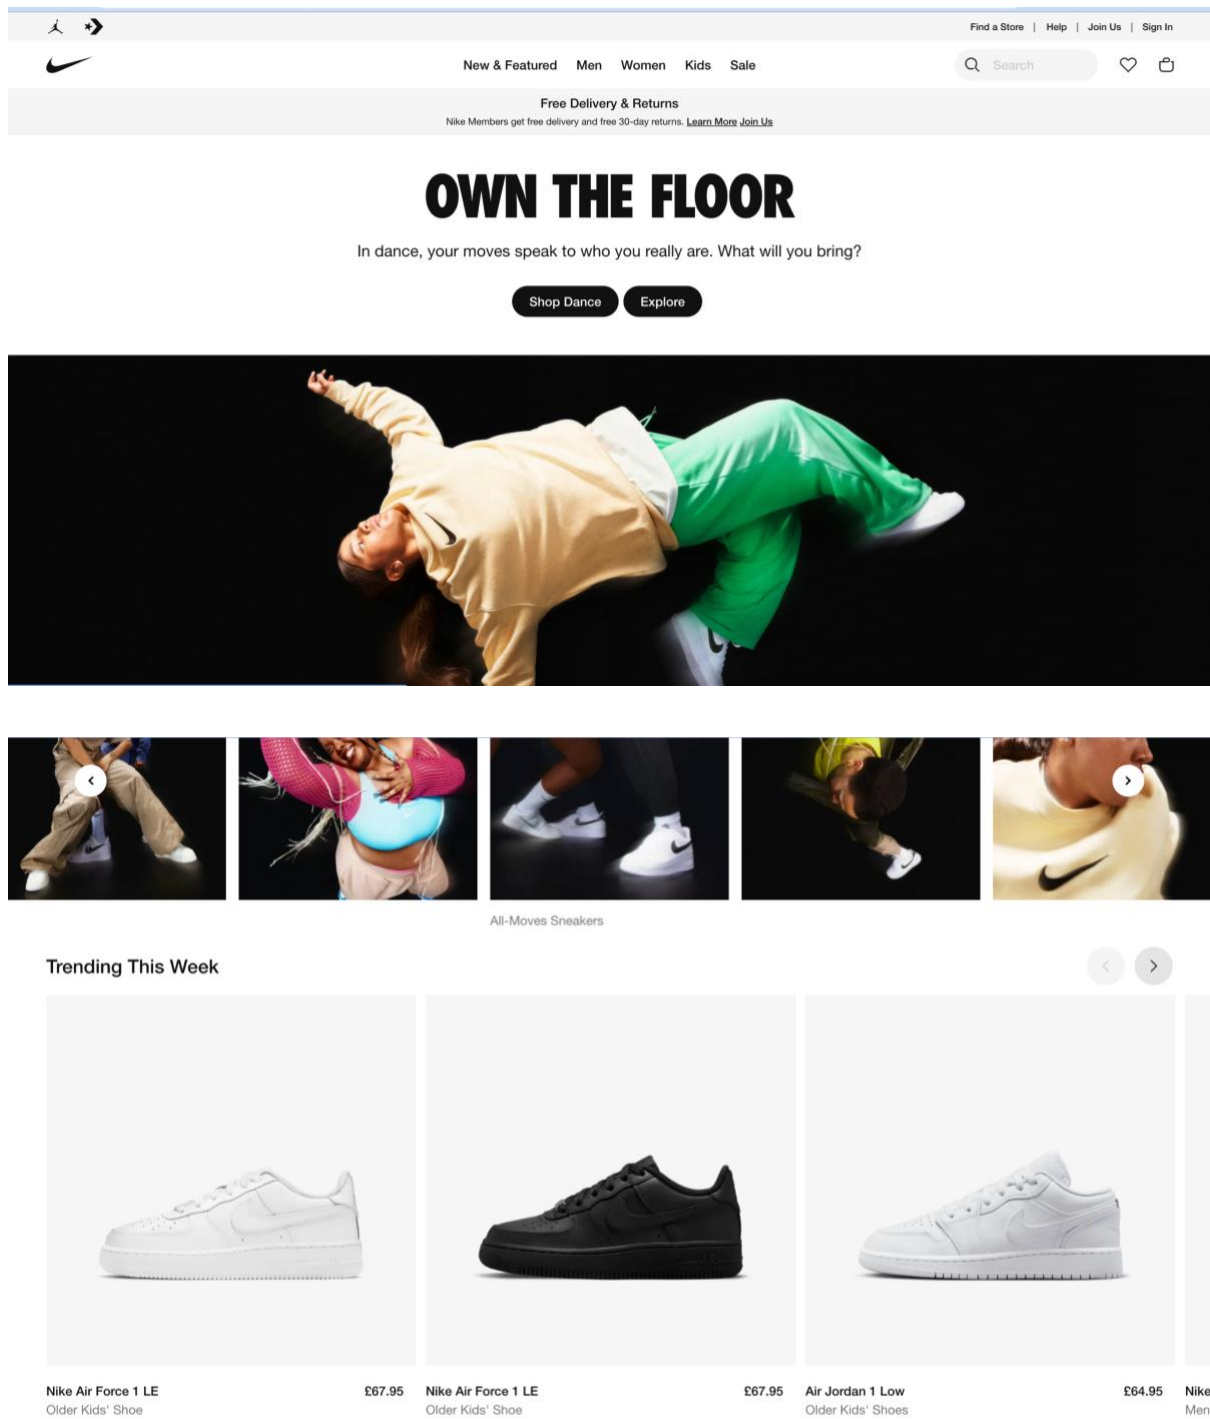 Find a Store | Help | Join Us | Sign In
New & Featured Men Women Kids Sale
Search
Free Delivery & Returns
Nike Members get free delivery and free 30-day returns. Learn More Join Us
OWN THE FLOOR
In dance, your moves speak to who you really are. What will you bring?
Shop Dance Explore
All-Moves Sneakers
Trending This Week
Nike Air Force 1 LE £67.95
Older Kids' Shoe
Nike Air Force 1 LE £67.95
Older Kids' Shoe
Air Jordan 1 Low £64.95
Older Kids' Shoes
Nike
Men